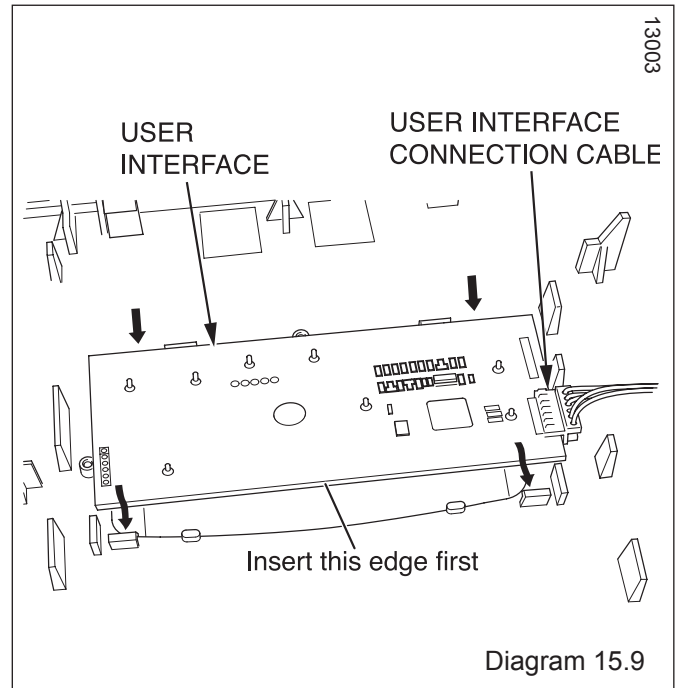 13003
USER
INTERFACE
USER INTERFACE
CONNECTION CABLE
Insert this edge first
Diagram 15.9